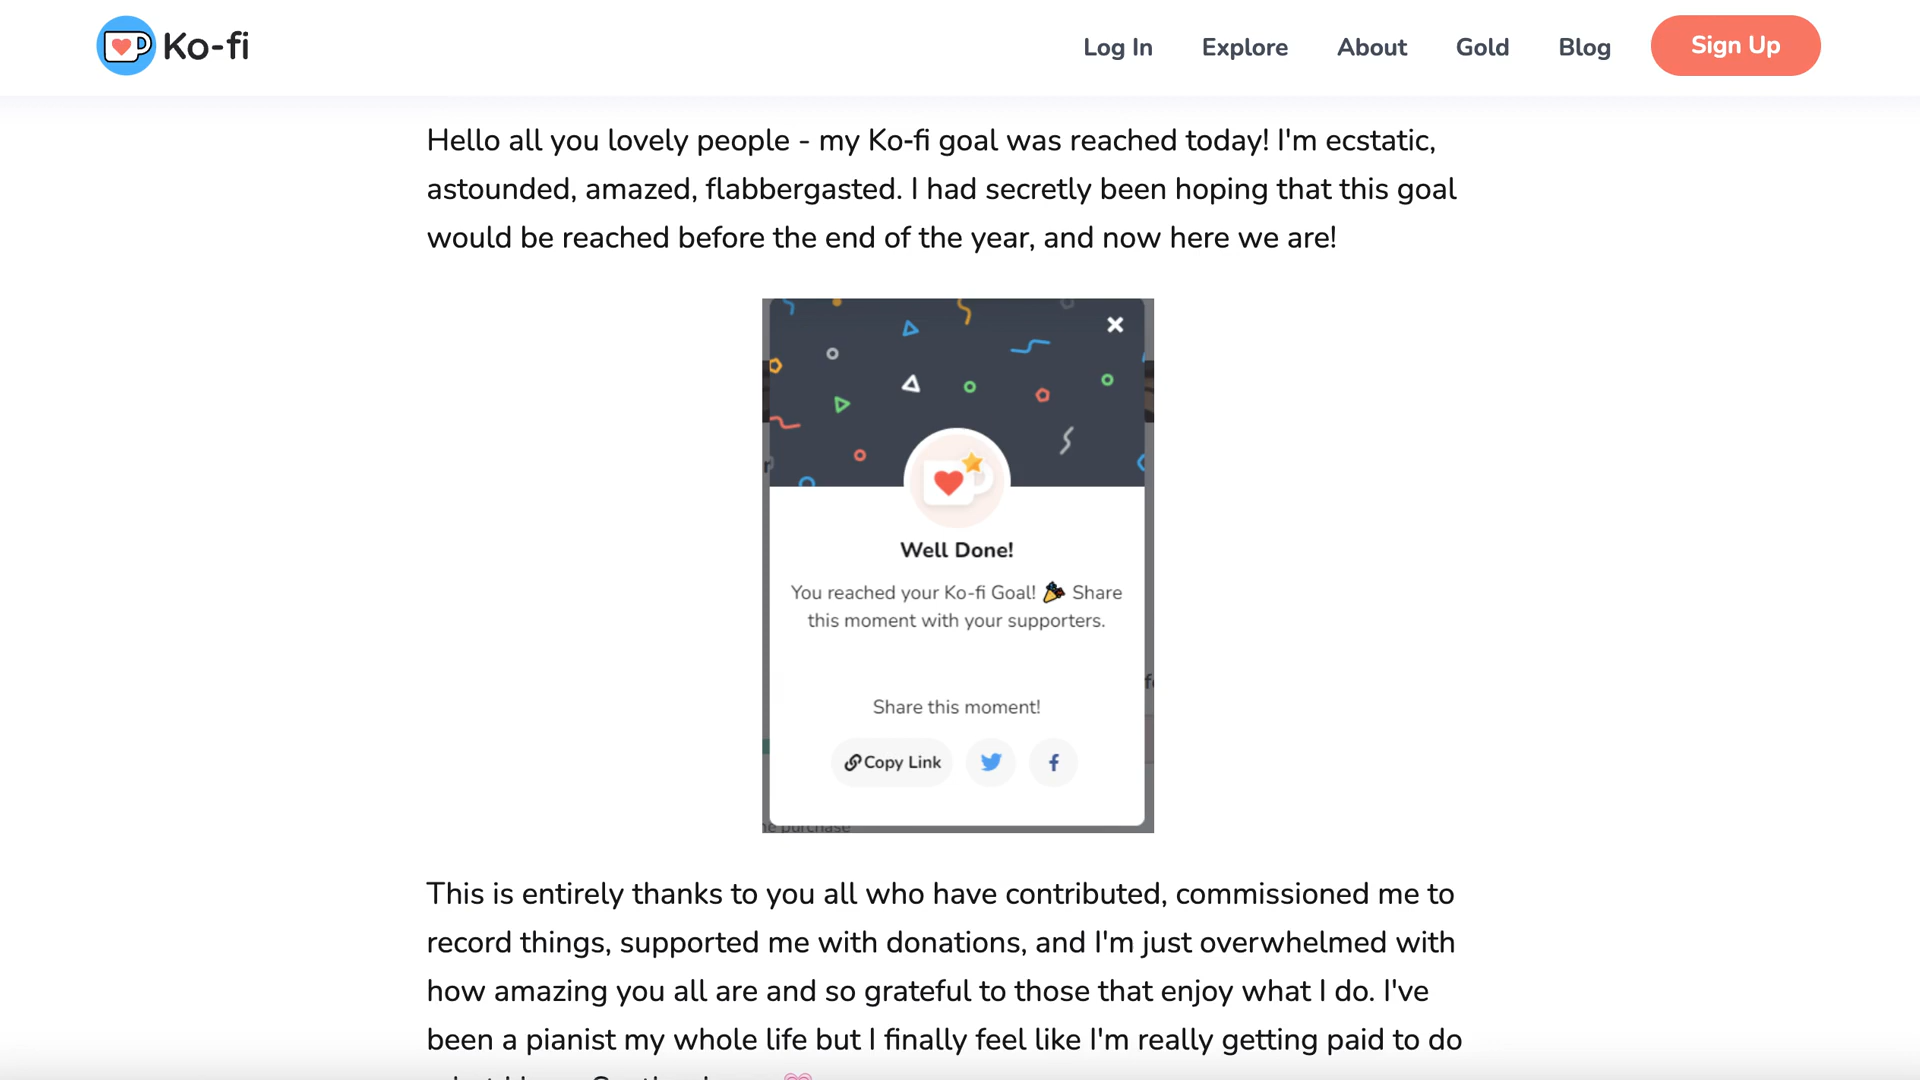 Ko-fi
Log In
Explore
About
Gold
Blog
Sign Up
Hello all you lovely people - my Ko-fi goal was reached today! I'm ecstatic,
astounded, amazed, flabbergasted. I had secretly been hoping that this goal
would be reached before the end of the year, and now here we are!
Well Done!
You reached your Ko-fi Goal! 🎉 Share
this moment with your supporters.
Share this moment!
Copy Link
purchase
This is entirely thanks to you all who have contributed, commissioned me to
record things, supported me with donations, and I'm just overwhelmed with
how amazing you all are and so grateful to those that enjoy what I do. I've
been a pianist my whole life but I finally feel like I'm really getting paid to do